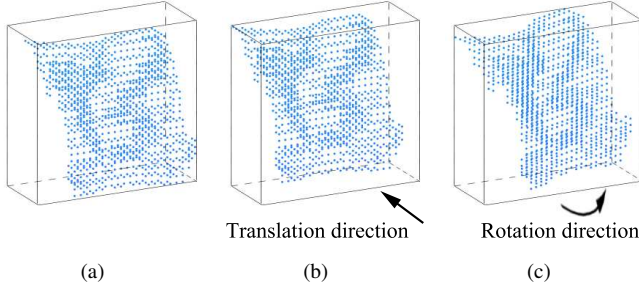 Translation direction
Rotation direction
(a)
(b)
(c)